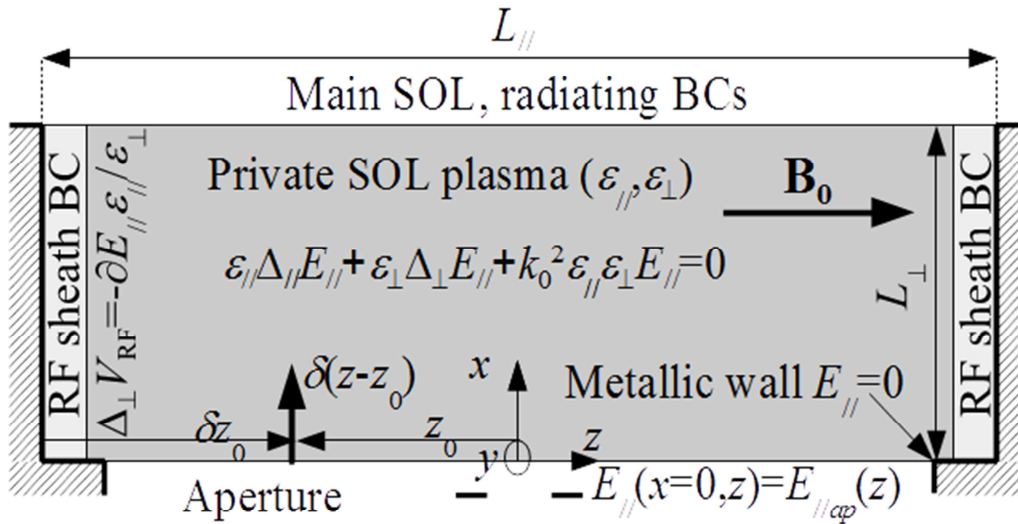 L//
Main SOL, radiating BCs
RF sheath BC
Δ⊥VRF=-∂E//ε///ε⊥
Private SOL plasma (ε//,ε⊥)
B0
ε//Δ//E//+ε⊥Δ⊥E//+k0²ε//ε⊥E//=0
L⊥
RF sheath BC
δ(z-z0)
x
Metallic wall E//=0
δz0
z0
z
y
Aperture
E//(x=0,z)=E//ap(z)